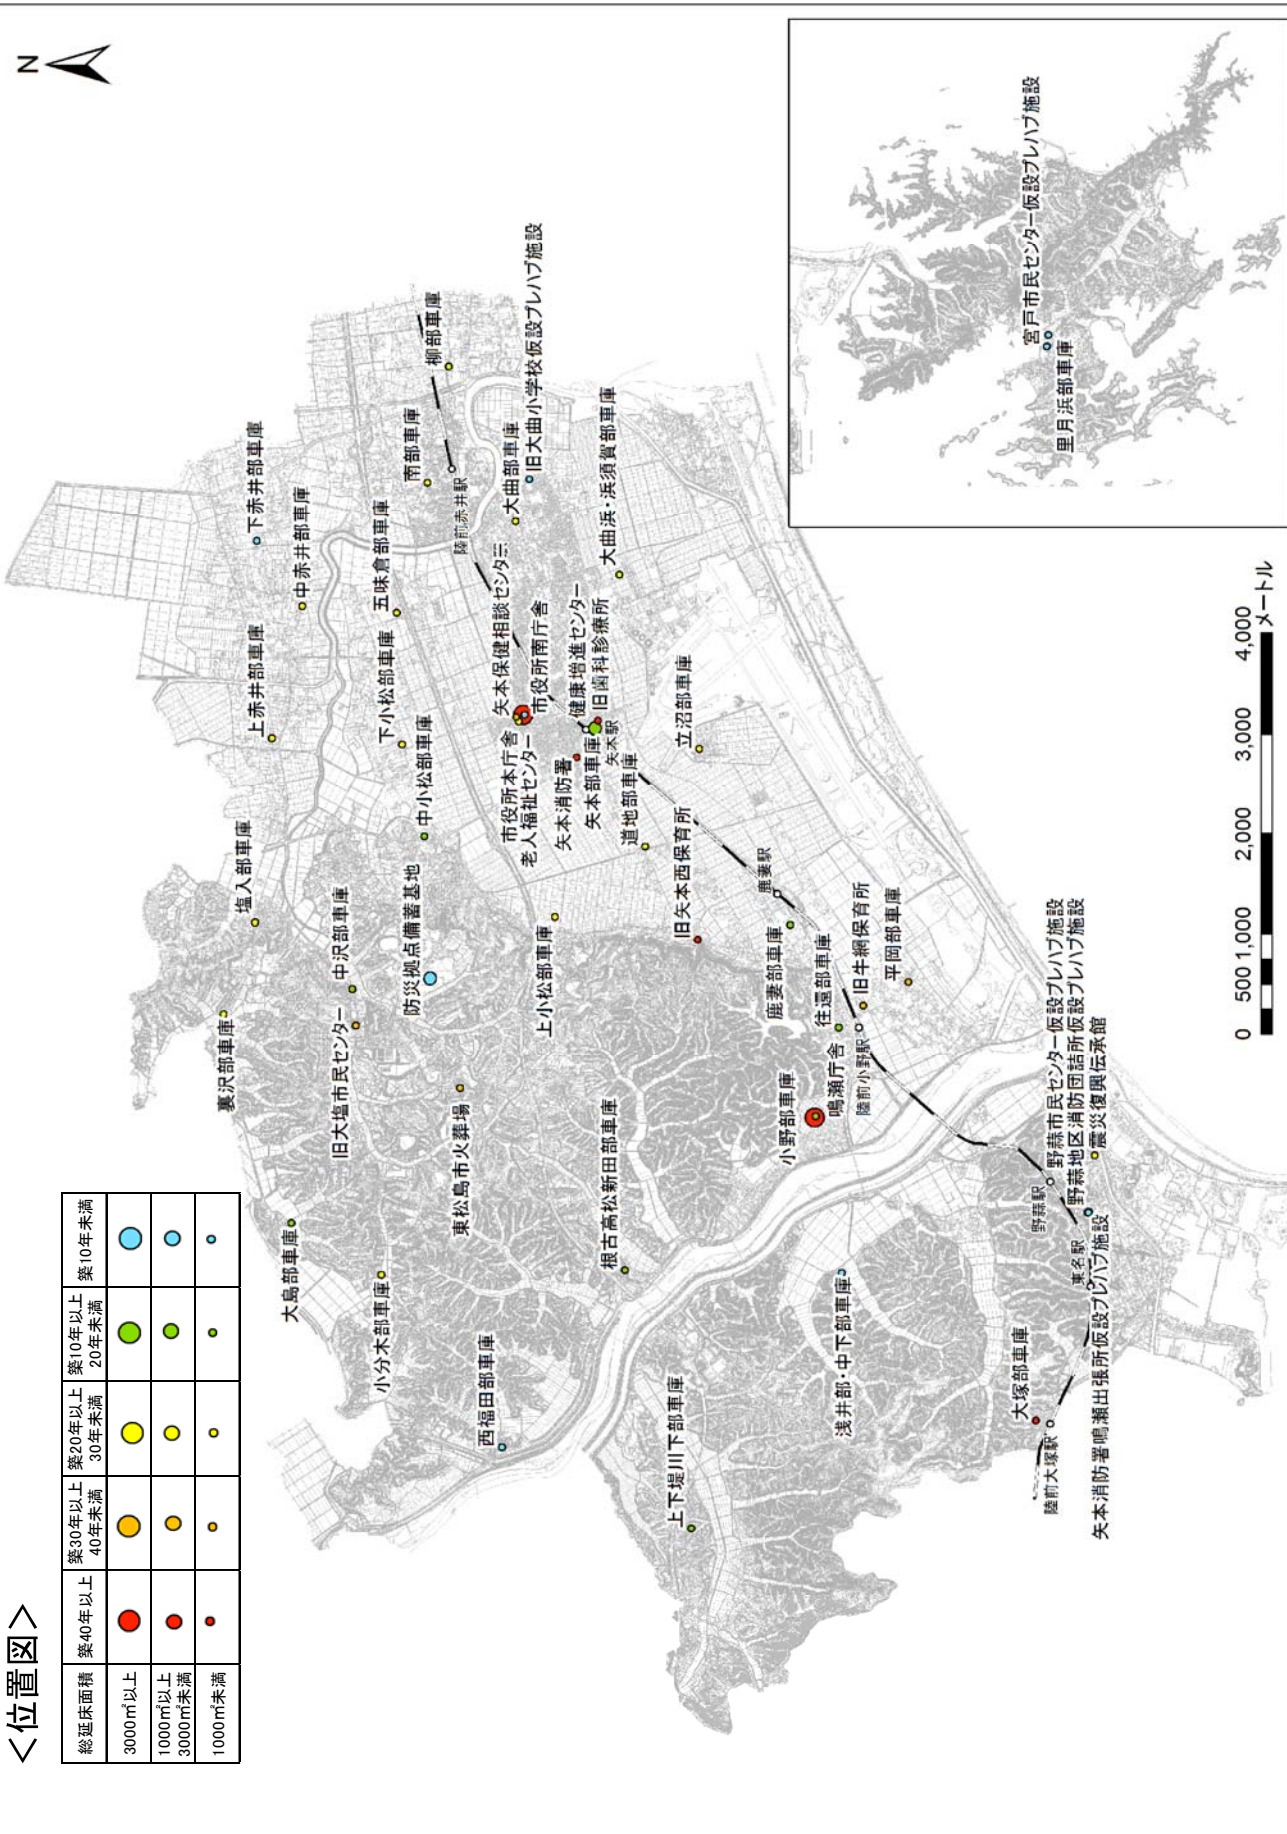 ＜位置図＞
総延床面積
築40年以上
築30年以上
40年未満
築20年以上
30年未満
築10年以上
20年未満
築10年未満
3000㎡以上
1000㎡以上
3000㎡未満
1000㎡未満
N
裏沢部車庫
塩入部車庫
上赤井部車庫
下赤井部車庫
中赤井部車庫
大島部車庫
小分木部車庫
旧大塩市民センター
中沢部車庫
防災拠点備蓄基地
中小松部車庫
下小松部車庫
五味倉部車庫
南部車庫
柳部車庫
陸前赤井駅
東松島市火葬場
西福田部車庫
上小松部車庫
市役所本庁舎
老人福祉センター
矢本保健相談センター
市役所南庁舎
大曲部車庫
旧大曲小学校仮設プレハブ施設
矢本消防署
矢本部車庫
健康増進センター
旧歯科診療所
矢本駅
道地部車庫
大曲浜・浜須賀部車庫
根古高松新田部車庫
旧矢本西保育所
立沼部車庫
上下堤川下部車庫
鹿妻駅
鹿妻部車庫
往還部車庫
旧牛網保育所
平岡部車庫
小野部車庫
鳴瀬庁舎
陸前小野駅
浅井部・中下部車庫
大塚部車庫
陸前大塚駅
野蒜駅
東名駅
野蒜市民センター仮設プレハブ施設
野蒜地区消防団詰所仮設プレハブ施設
震災復興伝承館
矢本消防署鳴瀬出張所仮設プレハブ施設
宮戸市民センター仮設プレハブ施設
里月浜部車庫
0 500 1,000 2,000 3,000 4,000
メートル